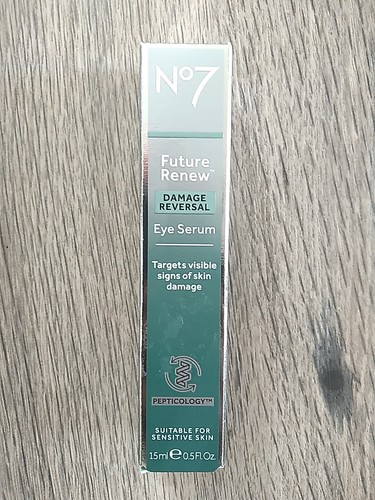 No7
Future
Renew™
DAMAGE
REVERSAL
Eye Serum
Targets visible
signs of skin
damage
PEPTICOLOGY™
SUITABLE FOR
SENSITIVE SKIN
15ml℮0.5Fl.Oz.